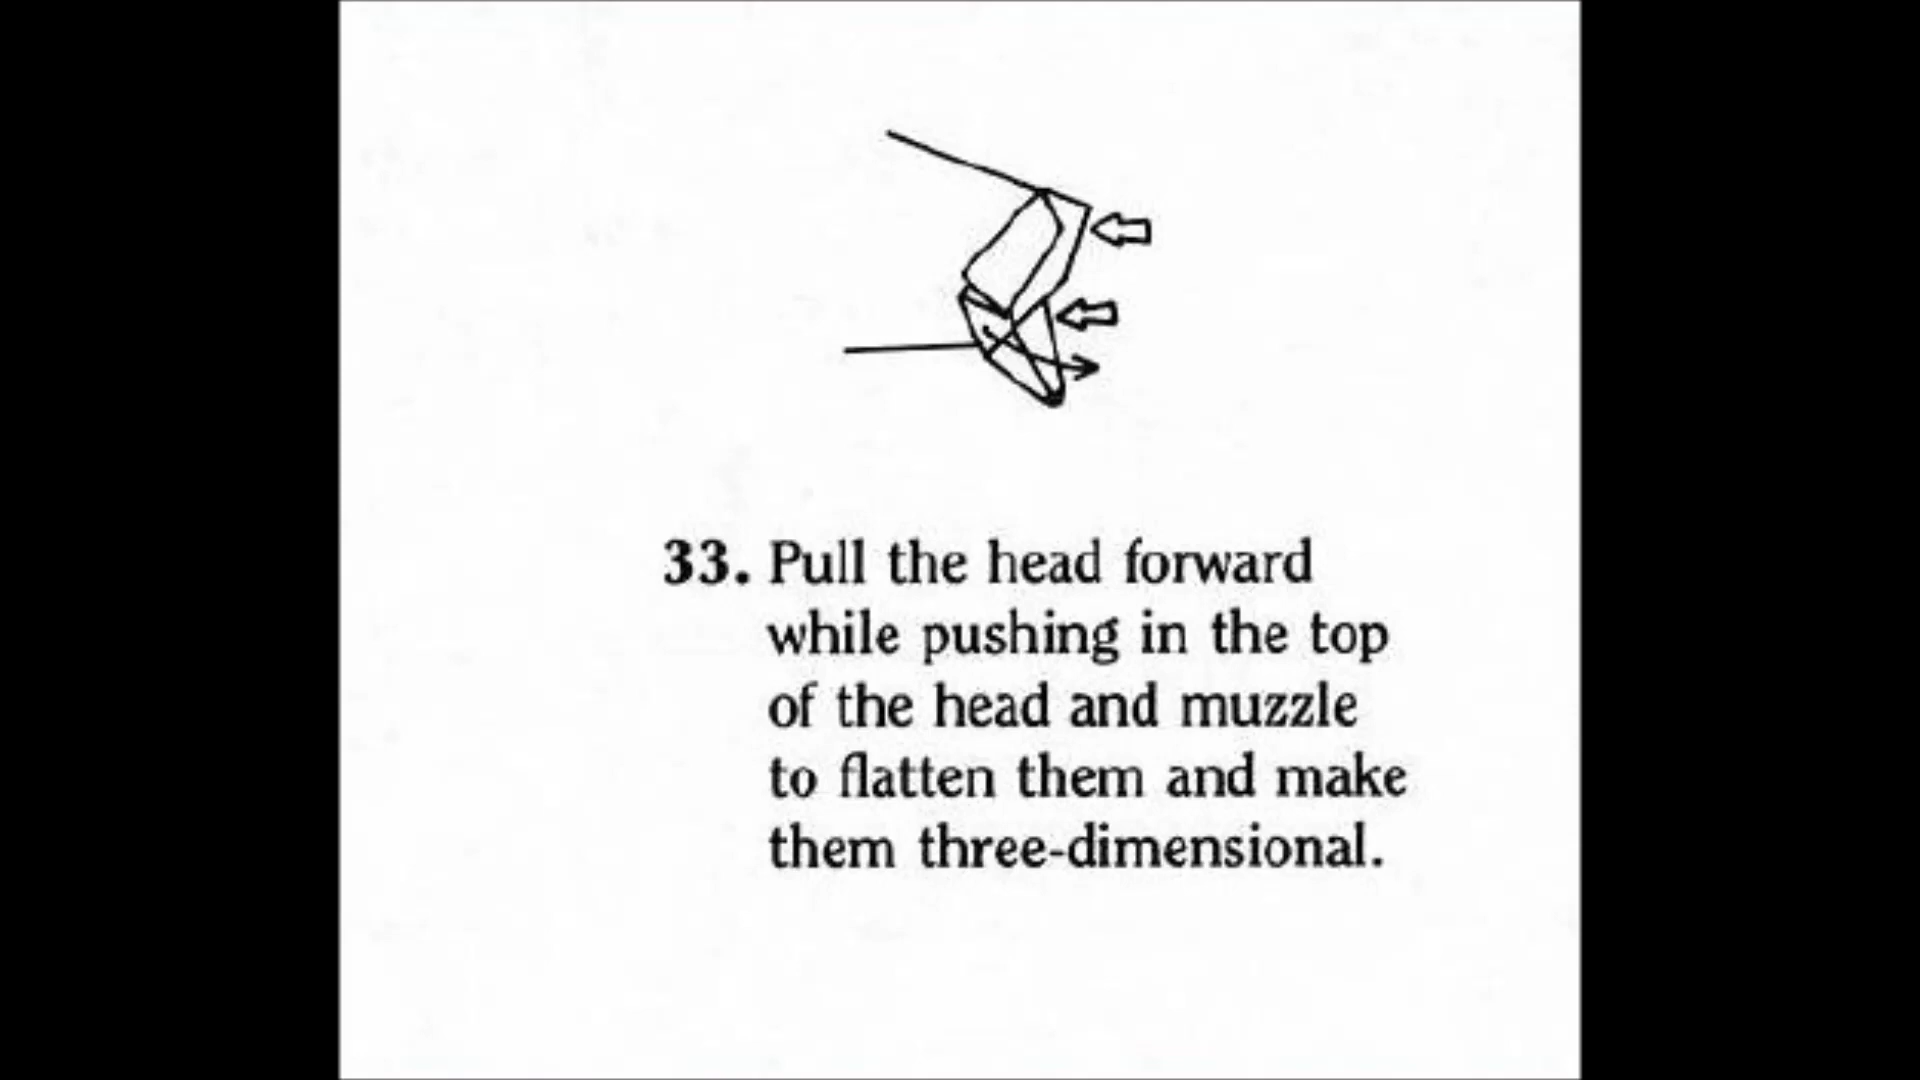 33. Pull the head forward
while pushing in the top
of the head and muzzle
to flatten them and make
them three-dimensional.